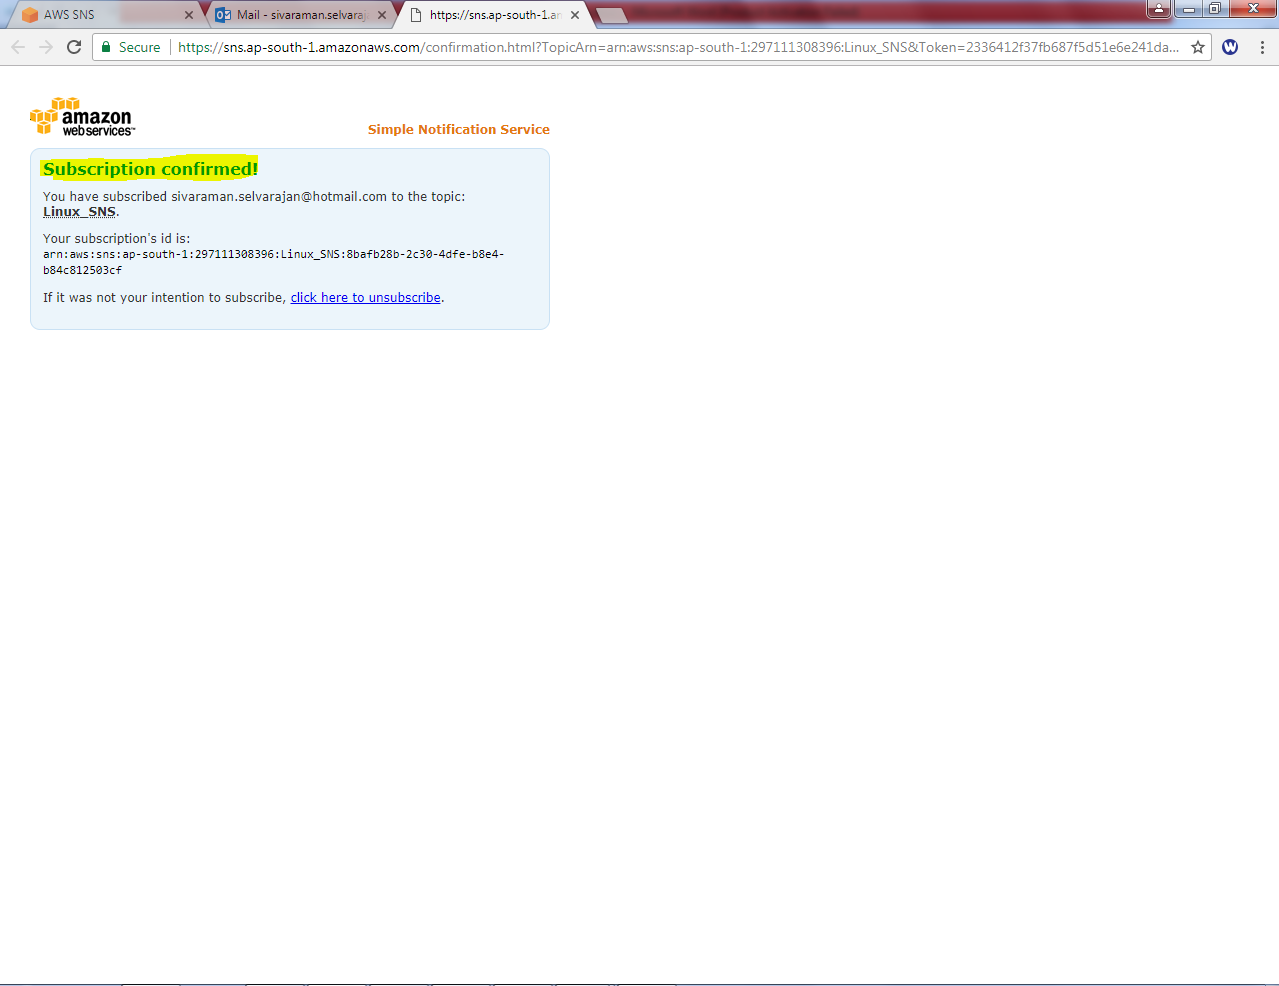 AWS SNS
Mail - sivaraman.selvaraj
https://sns.ap-south-1.an
Secure
https://sns.ap-south-1.amazonaws.com/confirmation.html?TopicArn=arn:aws:sns:ap-south-1:297111308396:Linux_SNS&Token=2336412f37fb687f5d51e6e241da...
W
amazon
web services™
Simple Notification Service
Subscription confirmed!
You have subscribed sivaraman.selvarajan@hotmail.com to the topic:
Linux_SNS.
Your subscription's id is:
arn:aws:sns:ap-south-1:297111308396:Linux_SNS:8bafb28b-2c30-4dfe-b8e4-
b84c812503cf
If it was not your intention to subscribe, click here to unsubscribe.